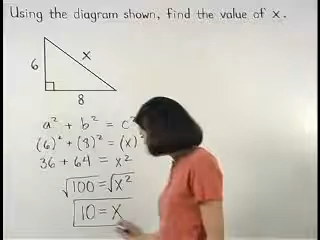 Using the diagram shown, find the value of x.
6
x
8
a² + b² = c²
(6)² + (8)² = (x)²
36 + 64 = x²
√100 = √x²
10 = x